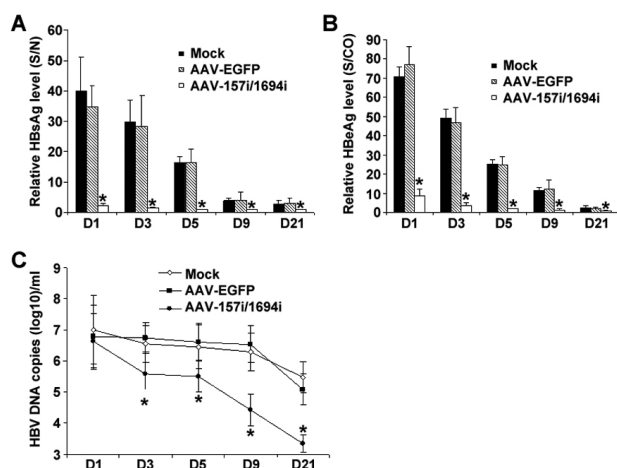 A
Relative HBsAg level (S/N)
60
50
40
30
20
10
0
Mock
AAV-EGFP
AAV-157i/1694i
*
*
*
*
*
D1
D3
D5
D9
D21
B
Relative HBeAg level (S/CO)
90
80
70
60
50
40
30
20
10
0
Mock
AAV-EGFP
AAV-157i/1694i
*
*
*
*
*
D1
D3
D5
D9
D21
C
HBV DNA copies (log10)/ml
9
8
7
6
5
4
3
Mock
AAV-EGFP
AAV-157i/1694i
*
*
*
*
D1
D3
D5
D9
D21